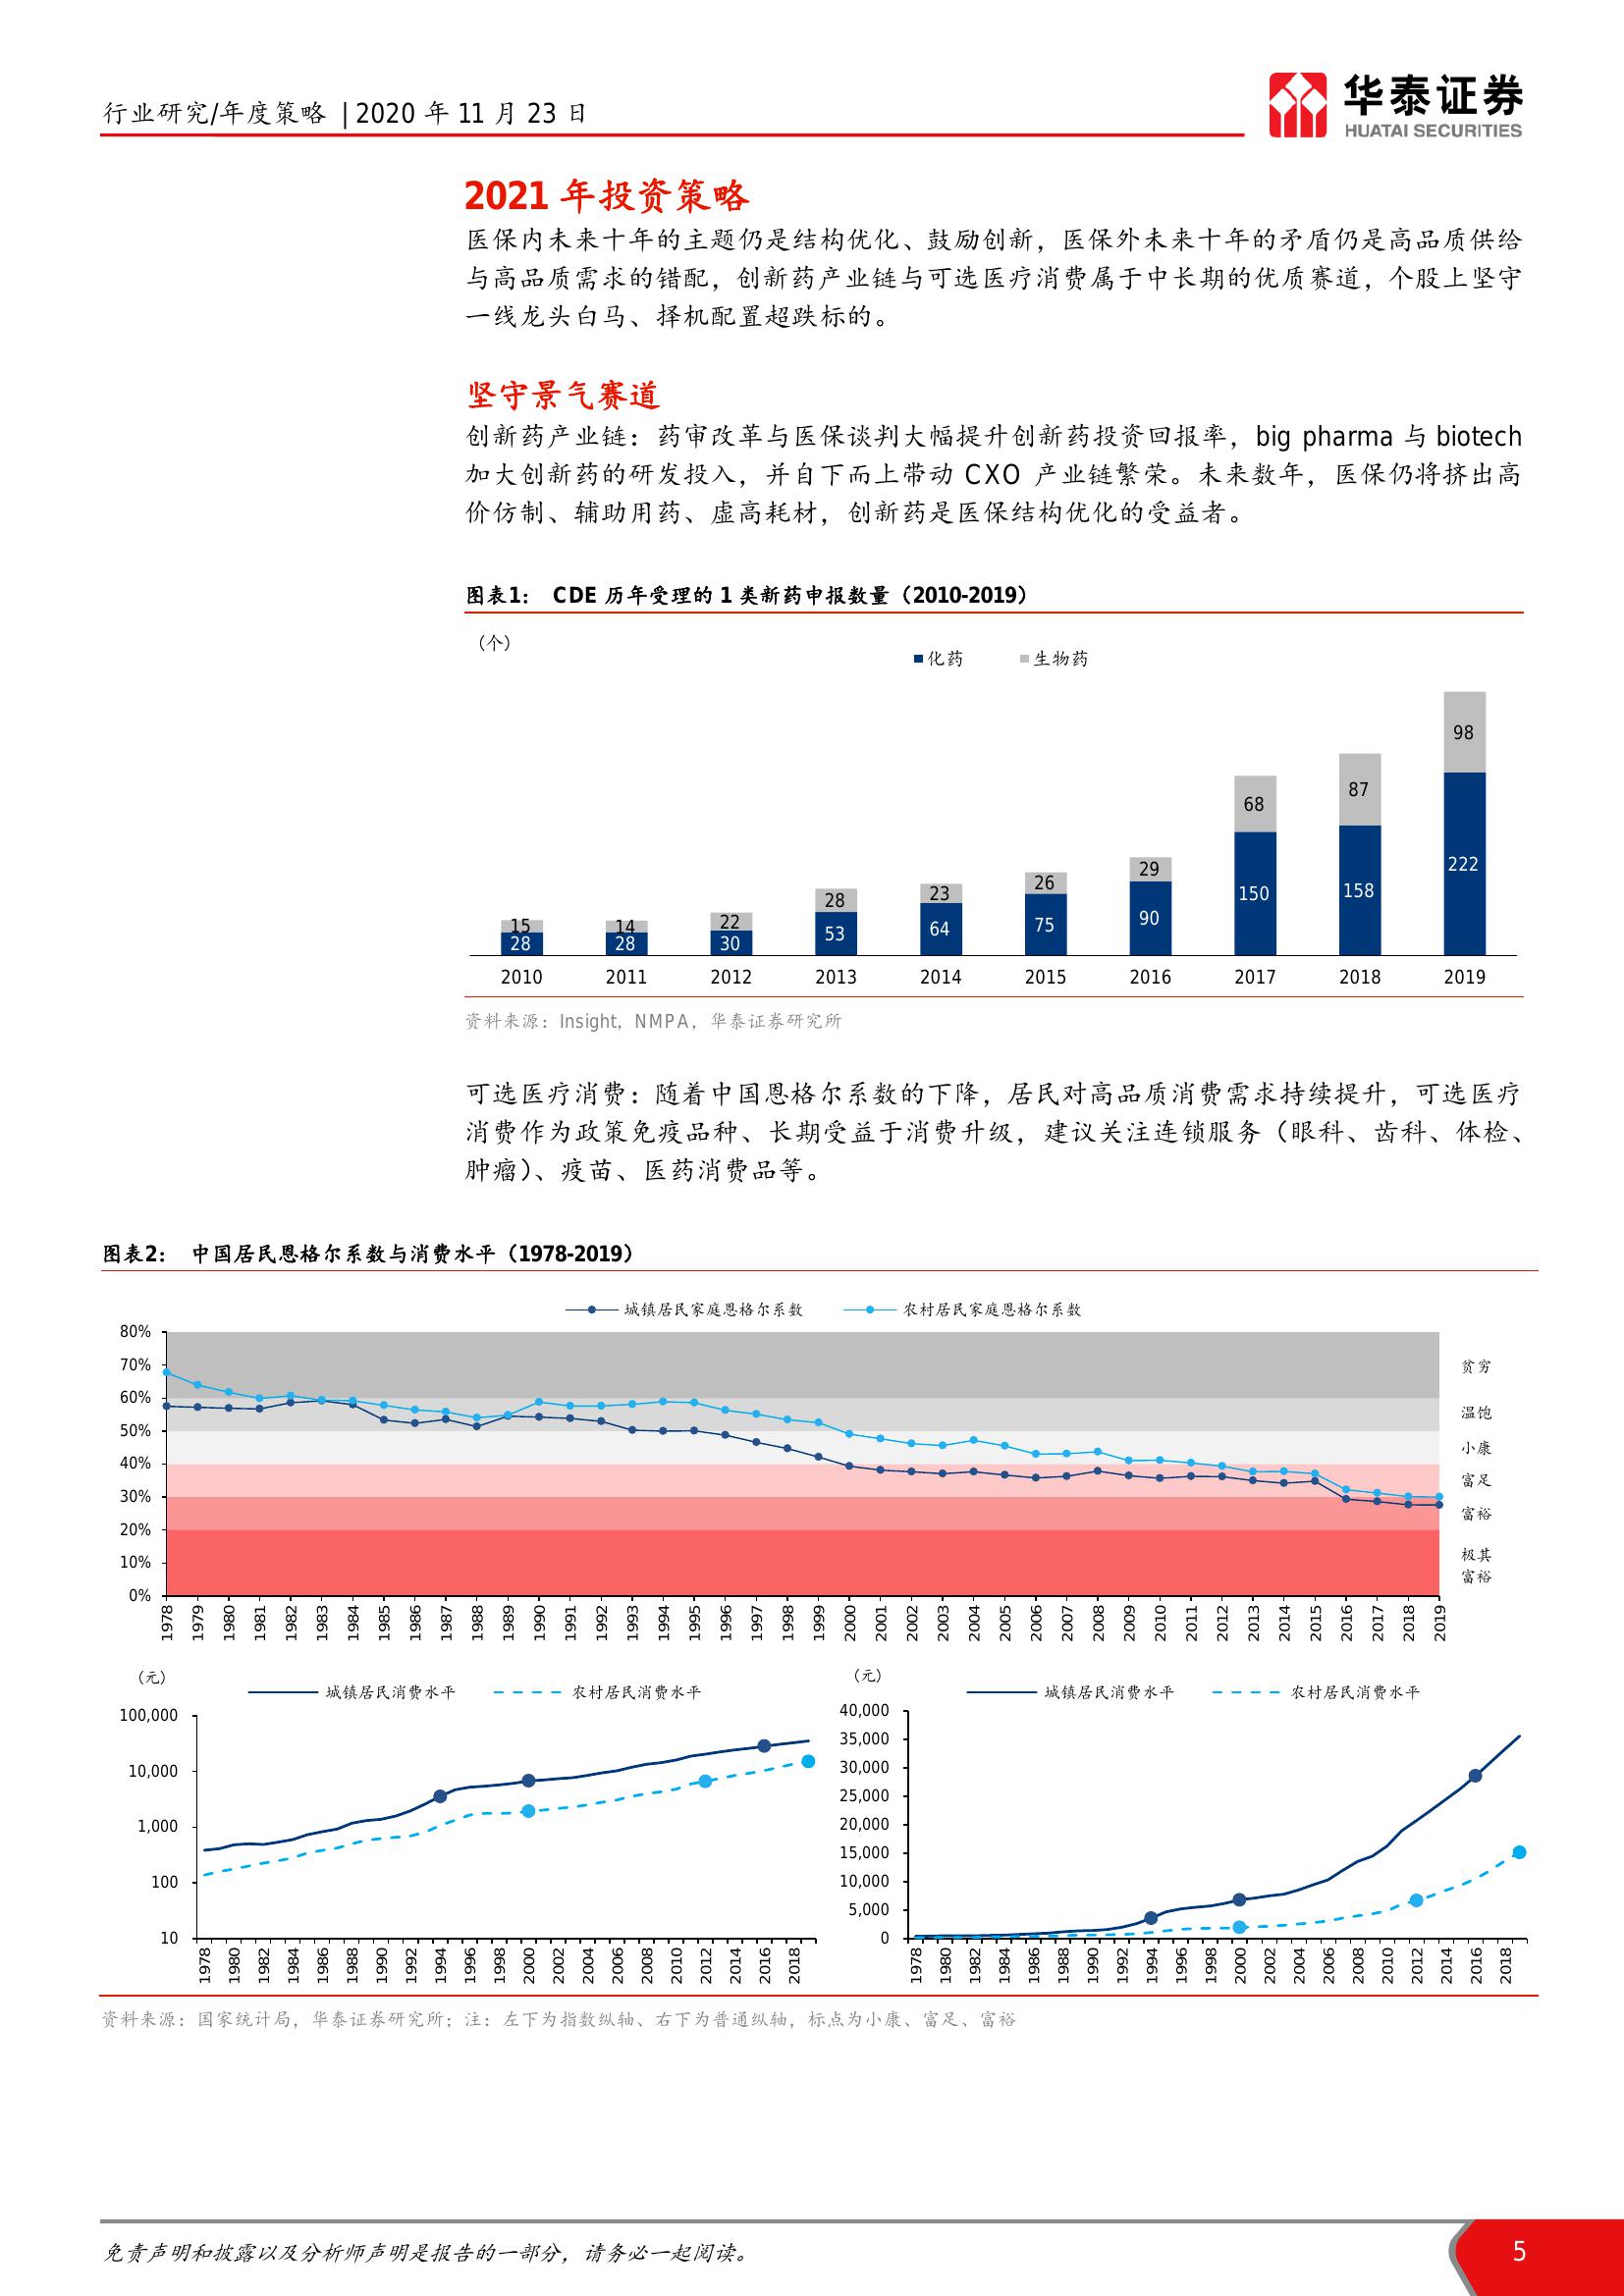 行业研究/年度策略 | 2020 年 11 月 23 日
华泰证券
HUATAI SECURITIES
2021 年投资策略
医保内未来十年的主题仍是结构优化、鼓励创新，医保外未来十年的矛盾仍是高品质供给
与高品质需求的错配，创新药产业链与可选医疗消费属于中长期的优质赛道，个股上坚守
一线龙头白马、择机配置超跌标的。
坚守景气赛道
创新药产业链：药审改革与医保谈判大幅提升创新药投资回报率，big pharma 与 biotech
加大创新药的研发投入，并自下而上带动 CXO 产业链繁荣。未来数年，医保仍将挤出高
价仿制、辅助用药、虚高耗材，创新药是医保结构优化的受益者。
图表1： CDE 历年受理的 1 类新药申报数量（2010-2019）
（个）
化药 生物药
98
68 87
222
29
28 23 26 150 158
15 14 22
28 28 30 53 64 75 90
2010 2011 2012 2013 2014 2015 2016 2017 2018 2019
资料来源：Insight，NMPA，华泰证券研究所
可选医疗消费：随着中国恩格尔系数的下降，居民对高品质消费需求持续提升，可选医疗
消费作为政策免疫品种、长期受益于消费升级，建议关注连锁服务（眼科、齿科、体检、
肿瘤）、疫苗、医药消费品等。
图表2： 中国居民恩格尔系数与消费水平（1978-2019）
城镇居民家庭恩格尔系数 农村居民家庭恩格尔系数
80%
70% 贫穷
60%
温饱
50%
小康
40%
富足
30%
富裕
20%
10% 极其
富裕
0%
1978 1979 1980 1981 1982 1983 1984 1985 1986 1987 1988 1989 1990 1991 1992 1993 1994 1995 1996 1997 1998 1999 2000 2001 2002 2003 2004 2005 2006 2007 2008 2009 2010 2011 2012 2013 2014 2015 2016 2017 2018 2019
（元）
城镇居民消费水平 农村居民消费水平
100,000
10,000
1,000
100
10
1978 1980 1982 1984 1986 1988 1990 1992 1994 1996 1998 2000 2002 2004 2006 2008 2010 2012 2014 2016 2018
（元）
城镇居民消费水平 农村居民消费水平
40,000
35,000
30,000
25,000
20,000
15,000
10,000
5,000
0
1978 1980 1982 1984 1986 1988 1990 1992 1994 1996 1998 2000 2002 2004 2006 2008 2010 2012 2014 2016 2018
资料来源：国家统计局，华泰证券研究所；注：左下为指数纵轴、右下为普通纵轴，标点为小康、富足、富裕
免责声明和披露以及分析师声明是报告的一部分，请务必一起阅读。
5